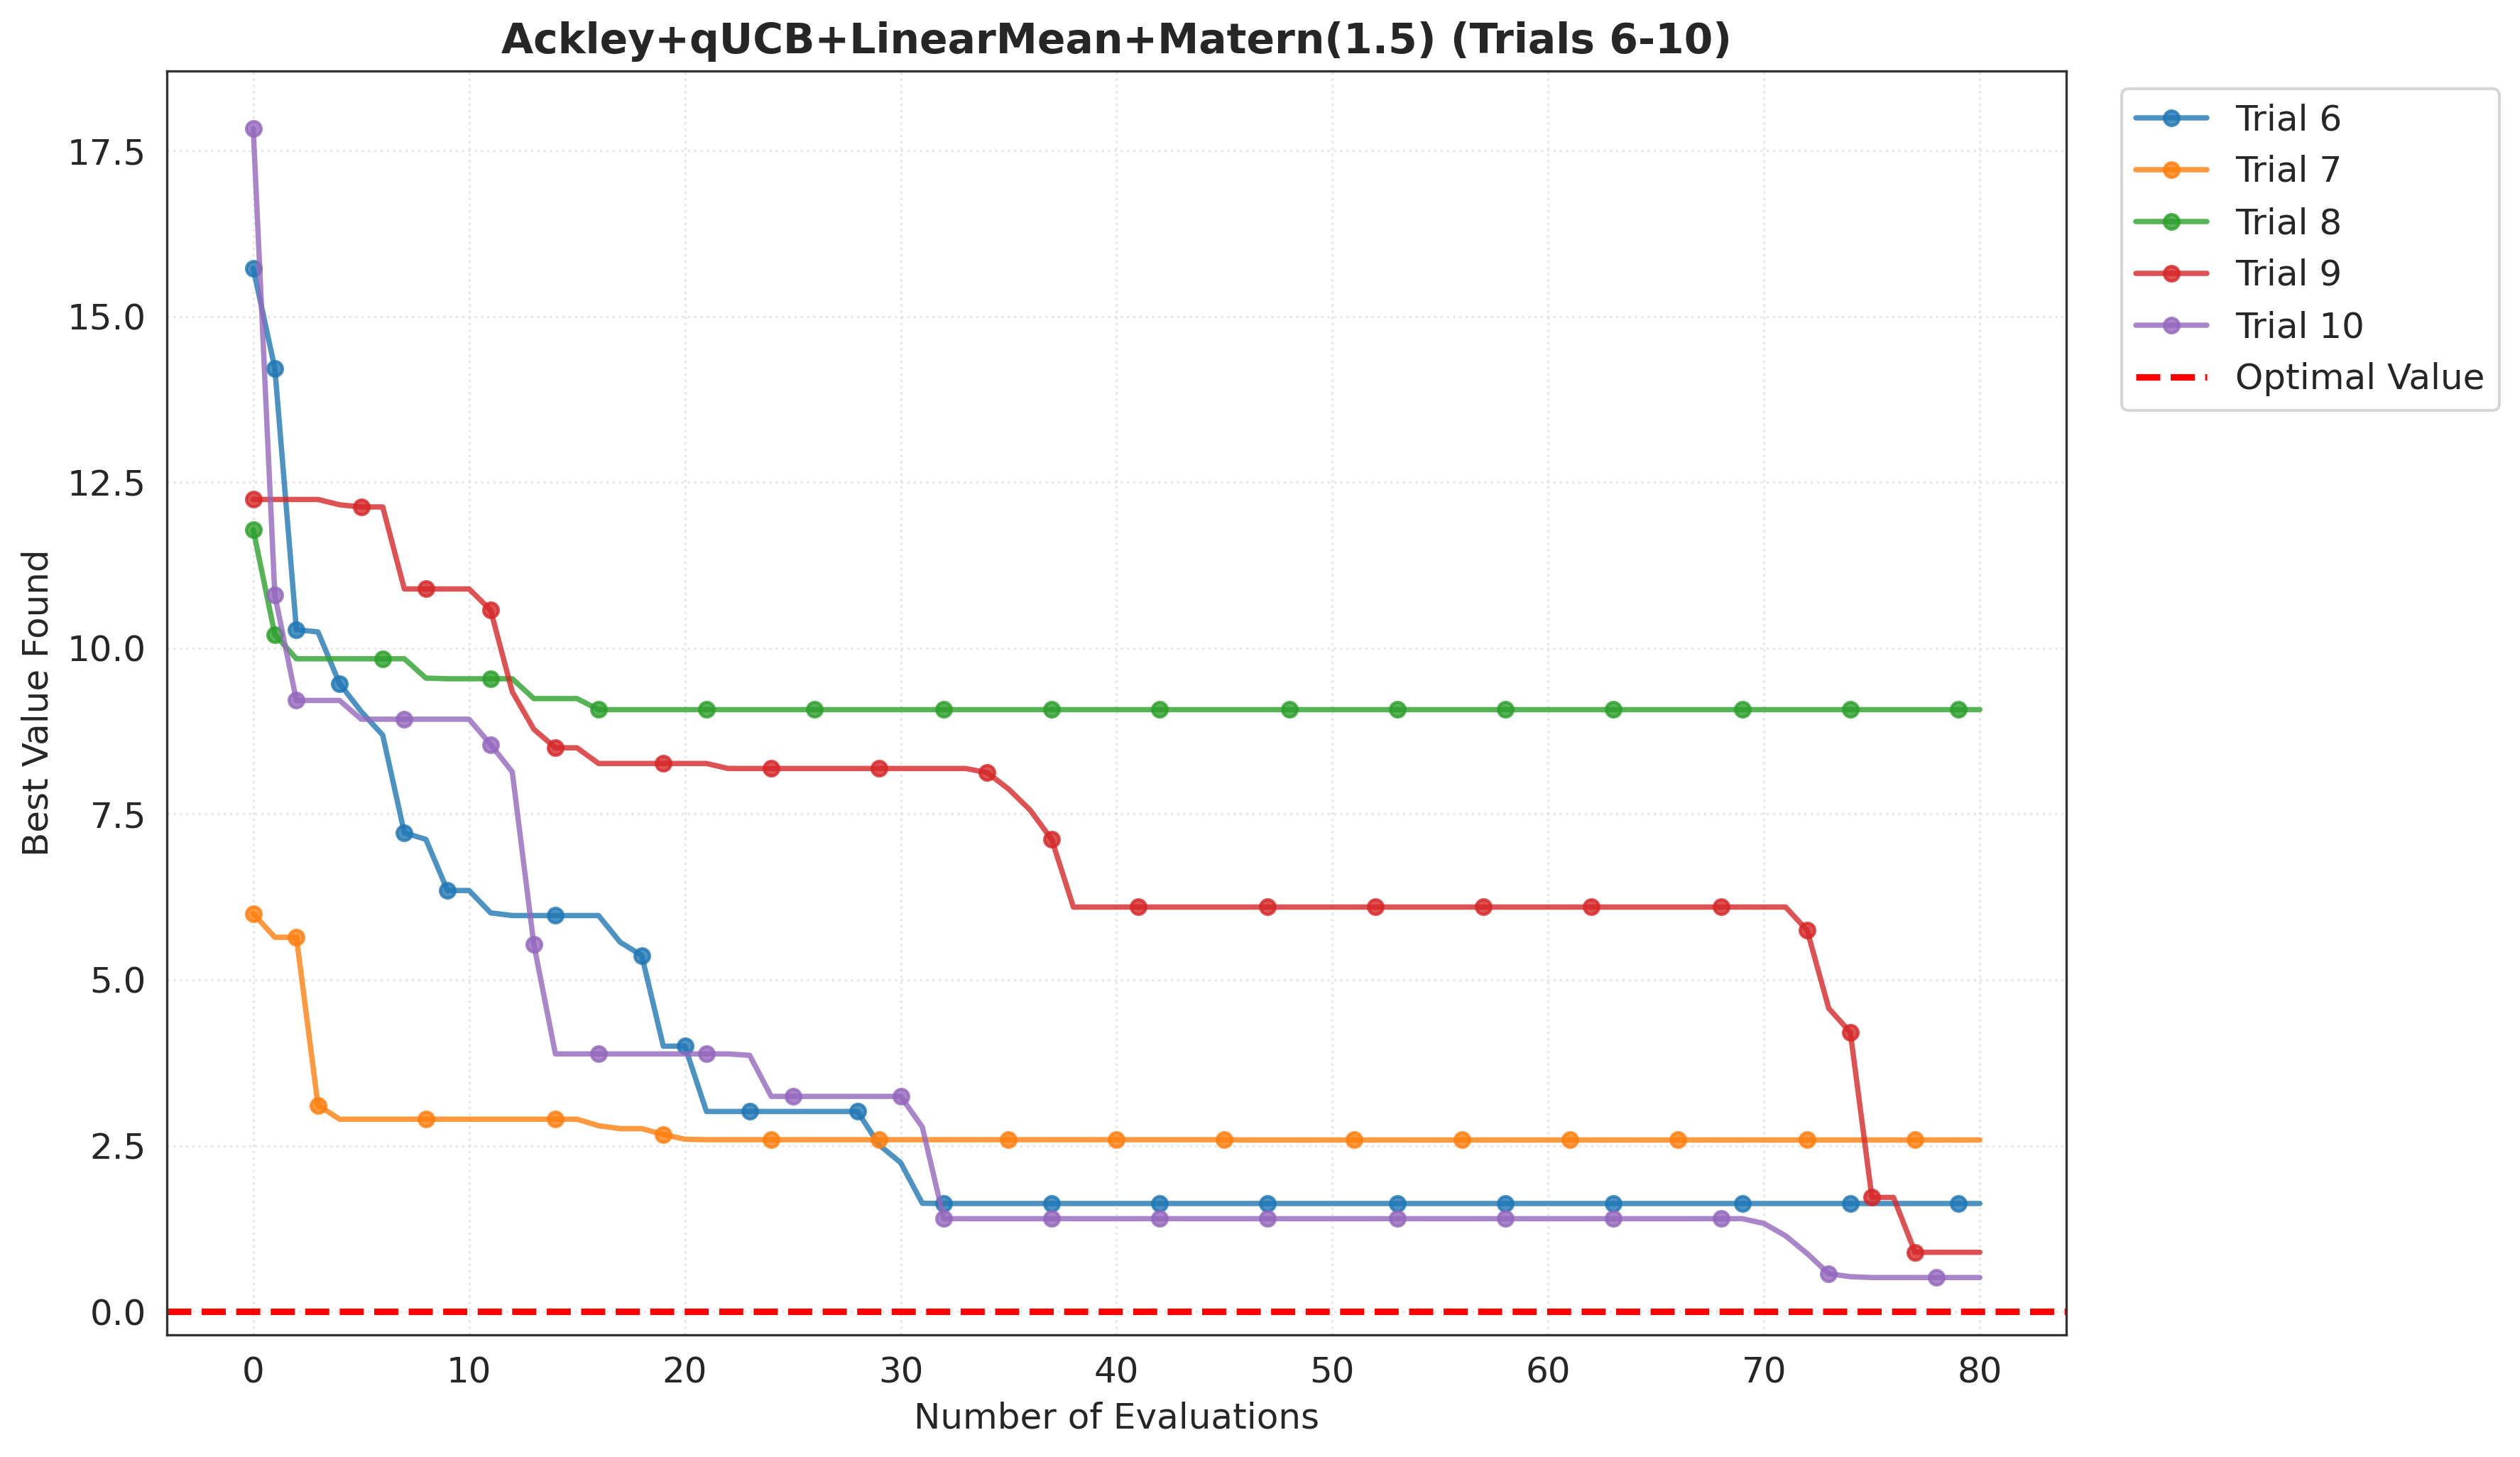 Ackley+qUCB+LinearMean+Matern(1.5) (Trials 6-10)
Best Value Found
17.5
15.0
12.5
10.0
7.5
5.0
2.5
0.0
0 10 20 30 40 50 60 70 80
Number of Evaluations
Trial 6
Trial 7
Trial 8
Trial 9
Trial 10
Optimal Value